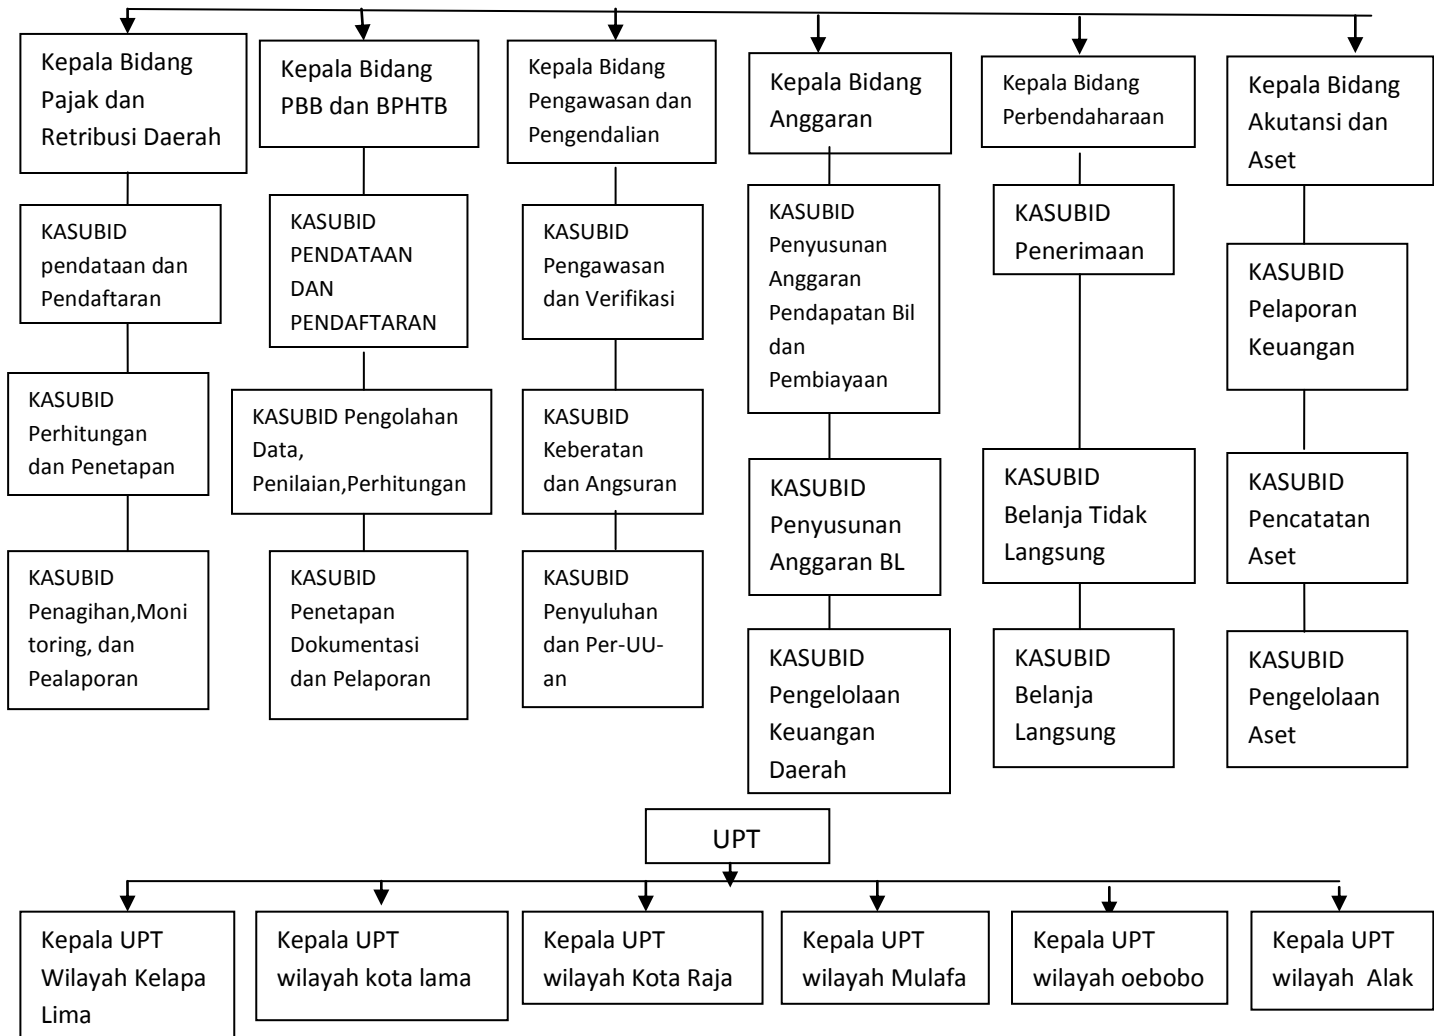 Kepala Bidang
Pajak dan
Retribusi Daerah
Kepala Bidang
PBB dan BPHTB
Kepala Bidang
Pengawasan dan
Pengendalian
Kepala Bidang
Anggaran
Kepala Bidang
Perbendaharaan
Kepala Bidang
Akutansi dan
Aset
KASUBID
pendataan dan
Pendaftaran
KASUBID
PENDATAAN
DAN
PENDAFTARAN
KASUBID
Pengawasan
dan Verifikasi
KASUBID
Penyusunan
Anggaran
Pendapatan Bil
dan
Pembiayaan
KASUBID
Penerimaan
KASUBID
Pelaporan
Keuangan
KASUBID
Perhitungan
dan Penetapan
KASUBID Pengolahan
Data,
Penilaian,Perhitungan
KASUBID
Keberatan
dan Angsuran
KASUBID
Penyusunan
Anggaran BL
KASUBID
Belanja Tidak
Langsung
KASUBID
Pencatatan
Aset
KASUBID
Penagihan,Moni
toring, dan
Pealaporan
KASUBID
Penetapan
Dokumentasi
dan Pelaporan
KASUBID
Penyuluhan
dan Per-UU-
an
KASUBID
Pengelolaan
Keuangan
Daerah
KASUBID
Belanja
Langsung
KASUBID
Pengelolaan
Aset
UPT
Kepala UPT
Wilayah Kelapa
Lima
Kepala UPT
wilayah kota lama
Kepala UPT
wilayah Kota Raja
Kepala UPT
wilayah Mulafa
Kepala UPT
wilayah oebobo
Kepala UPT
wilayah  Alak